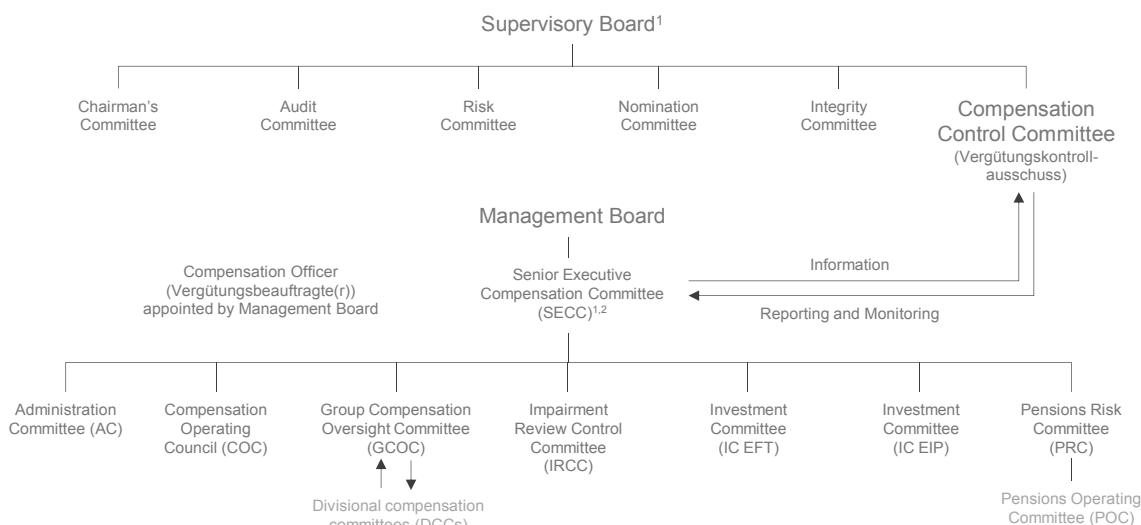 Supervisory Board¹
Chairman's
Committee
Audit
Committee
Risk
Committee
Nomination
Committee
Integrity
Committee
Compensation
Control Committee
(Vergütungskontroll-
ausschuss)
Management Board
Compensation Officer
(Vergütungsbeauftragte(r))
appointed by Management Board
Senior Executive
Compensation Committee
(SECC)¹,²
Information
Reporting and Monitoring
Administration
Committee (AC)
Compensation
Operating
Council (COC)
Group Compensation
Oversight Committee
(GCOC)
Impairment
Review Control
Committee
(IRCC)
Investment
Committee
(IC EFT)
Investment
Committee
(IC EIP)
Pensions Risk
Committee
(PRC)
Divisional compensation
committees (DCCs)
Pensions Operating
Committee (POC)